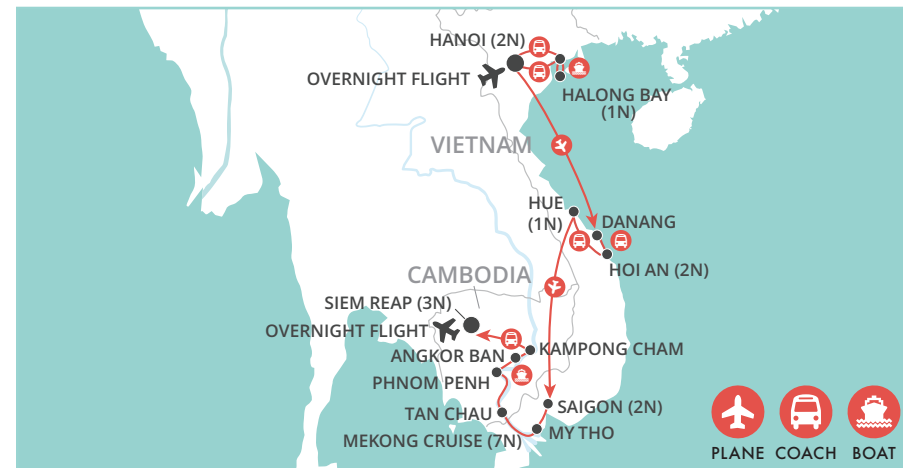 HANOI (2N)
OVERNIGHT FLIGHT
HALONG BAY
(1N)
VIETNAM
HUE
(1N)
DANANG
HOI AN (2N)
CAMBODIA
SIEM REAP (3N)
OVERNIGHT FLIGHT
ANGKOR BAN
KAMPONG CHAM
PHNOM PENH
TAN CHAU
SAIGON (2N)
MEKONG CRUISE (7N)
MY THO
PLANE
COACH
BOAT